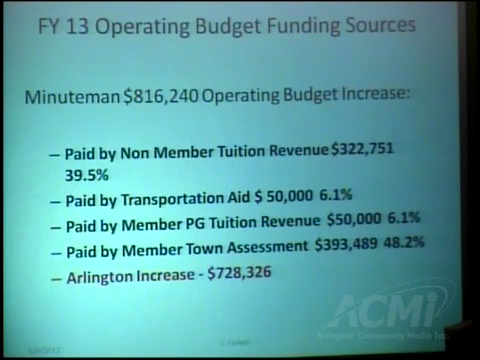 FY 13 Operating Budget Funding Sources
Minuteman $816,240 Operating Budget Increase:
– Paid by Non Member Tuition Revenue $322,751
39.5%
– Paid by Transportation Aid $ 50,000 6.1%
– Paid by Member PG Tuition Revenue $50,000 6.1%
– Paid by Member Town Assessment $393,489 48.2%
– Arlington Increase - $728,326
ACMi
Arlington Community Media Inc.